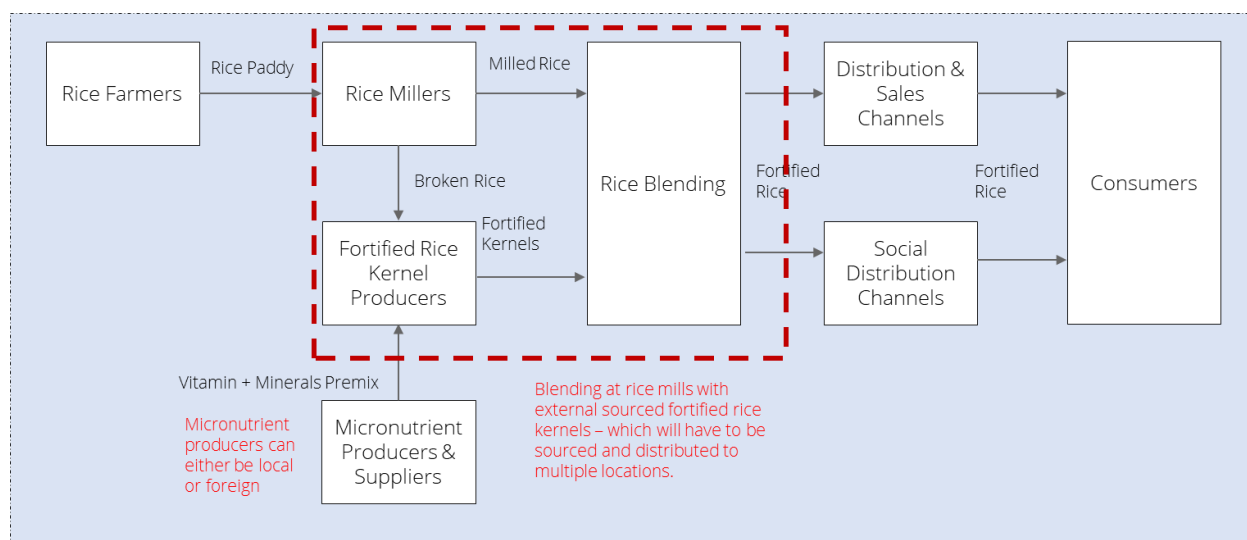 Rice Farmers
Rice Paddy
Rice Millers
Milled Rice
Broken Rice
Fortified Rice
Kernel
Producers
Fortified
Kernels
Rice Blending
Distribution &
Sales
Channels
Fortified
Rice
Social
Distribution
Channels
Fortified
Rice
Consumers
Vitamin + Minerals Premix
Micronutrient
producers can
either be local
or foreign
Micronutrient
Producers &
Suppliers
Blending at rice mills with
external sourced fortified rice
kernels – which will have to be
sourced and distributed to
multiple locations.